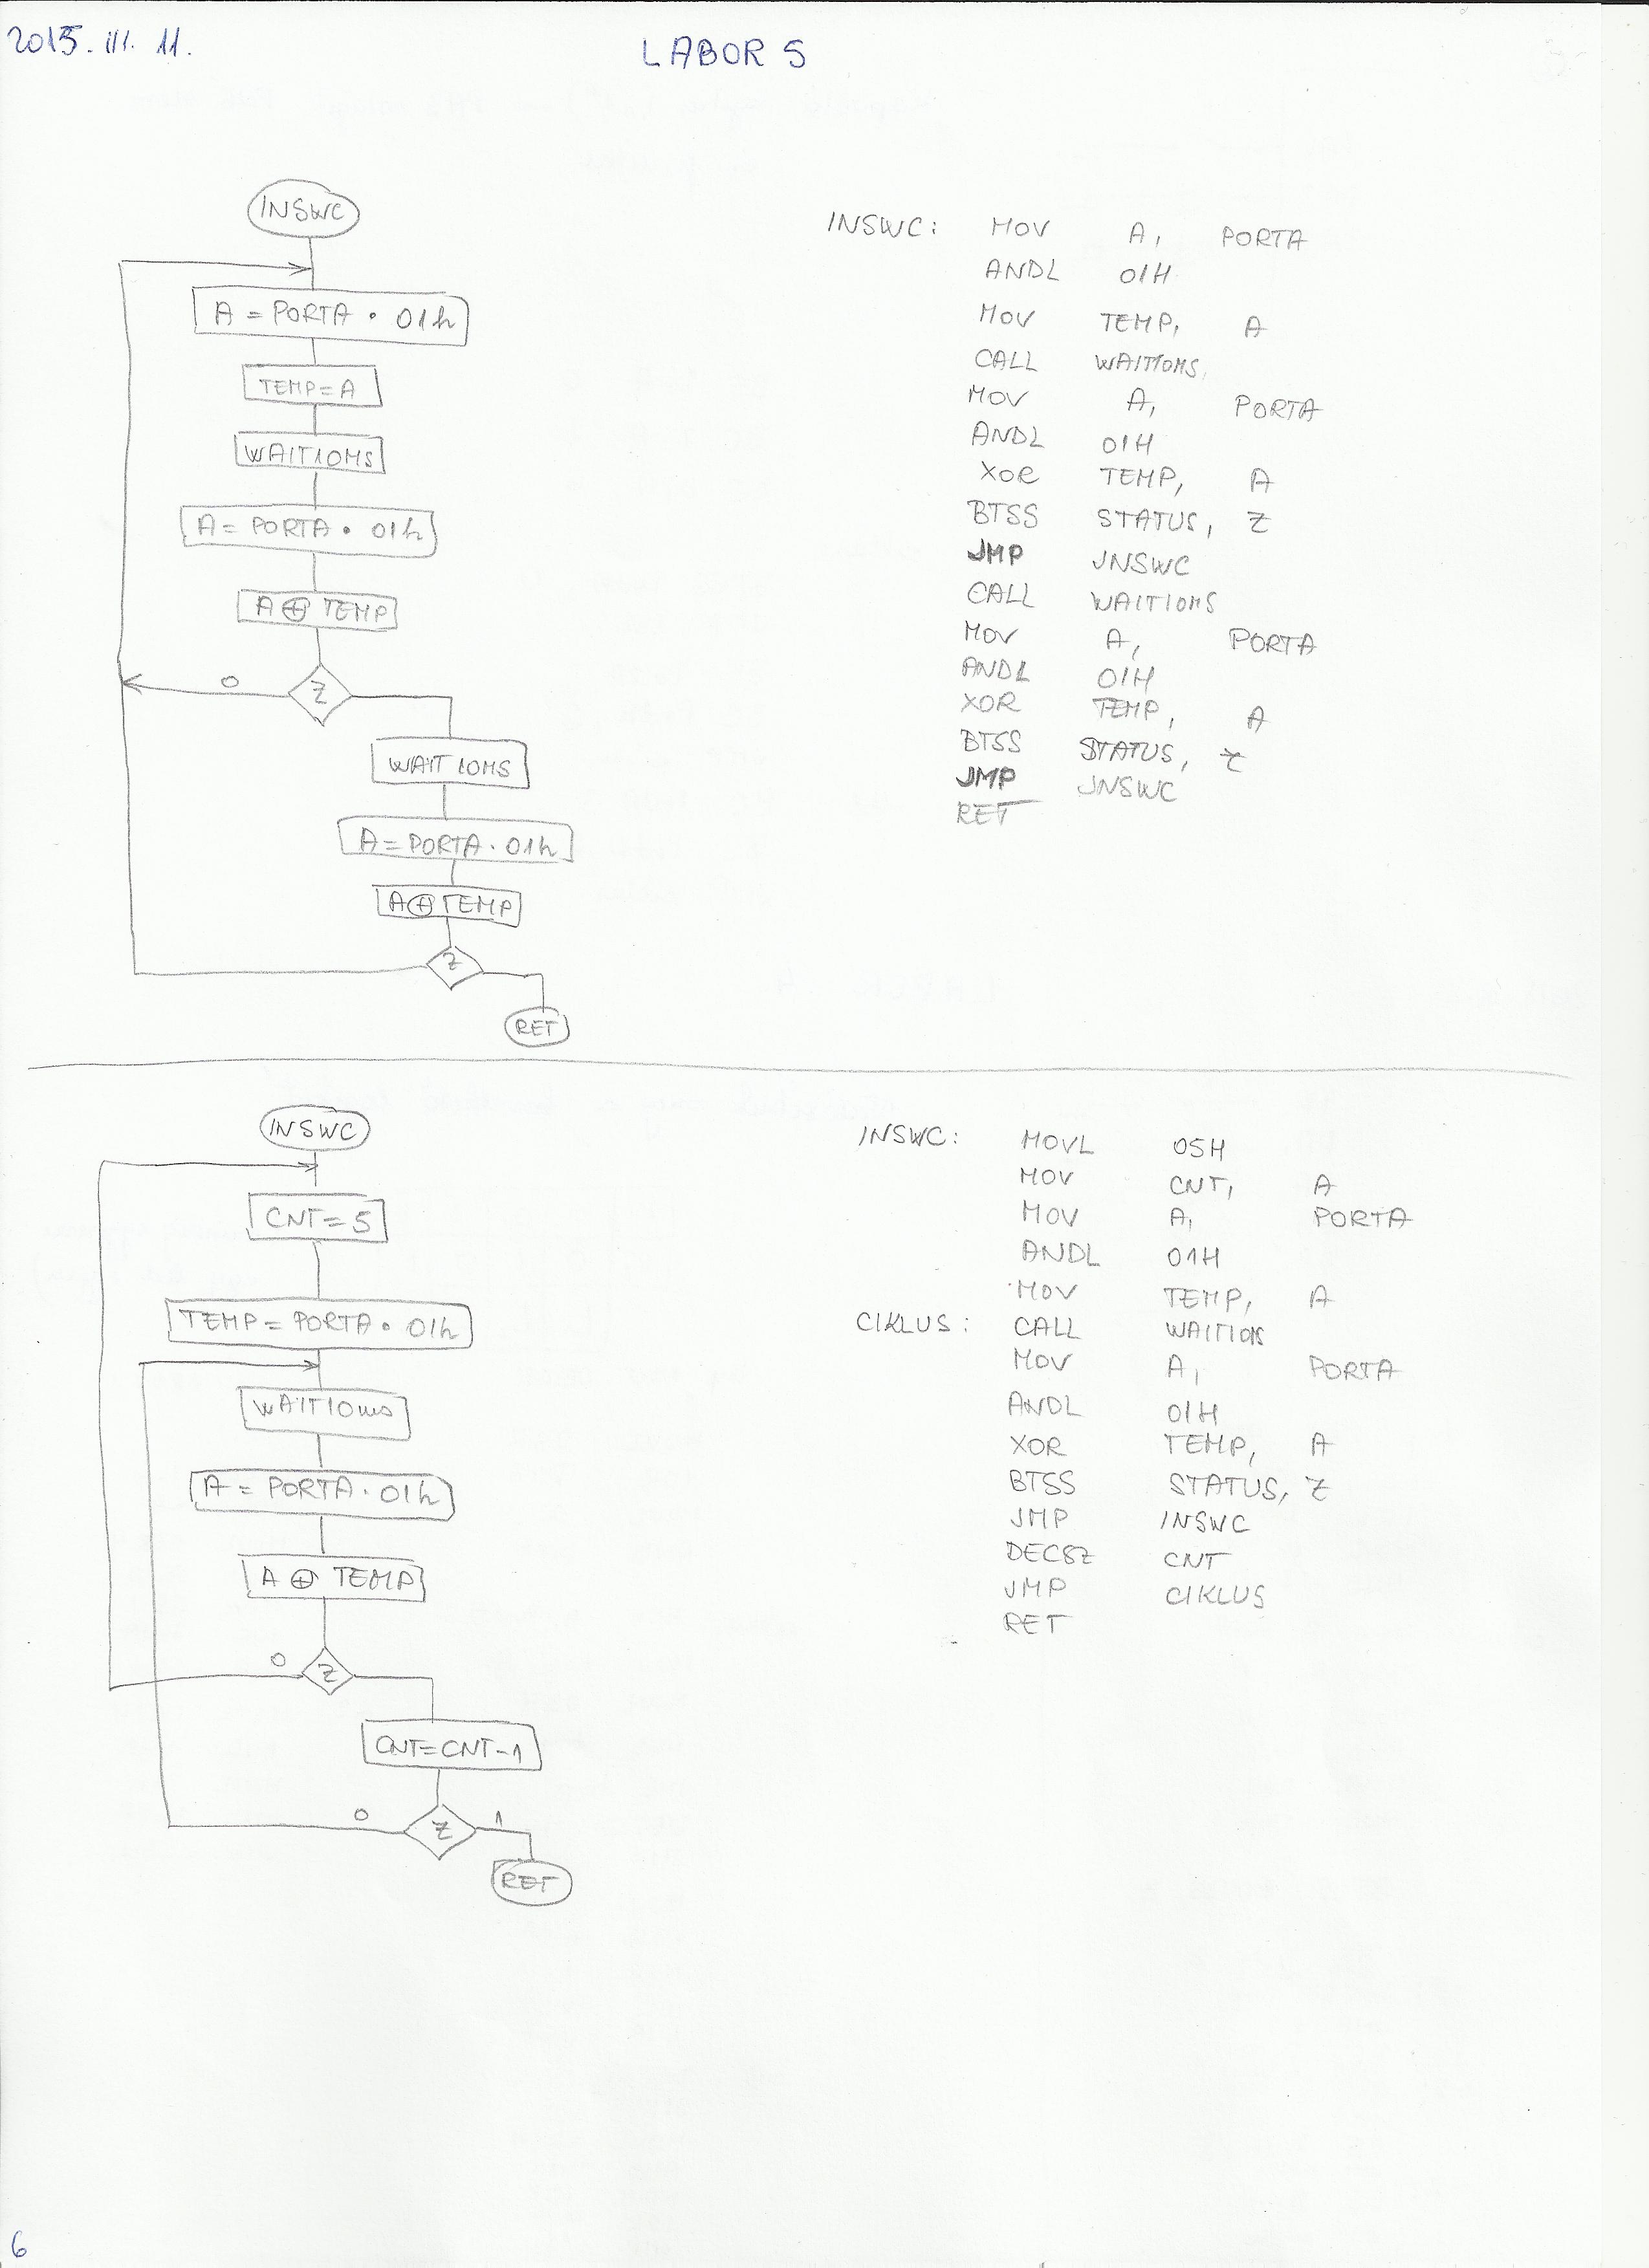 2015. III. 11.
LABOR 5
INSWC
A = PORTA • 01h
TEMP = A
WAIT10MS
A = PORTA • 01h
A ⊕ TEMP
0
Z
WAIT 10MS
A = PORTA . 01h
A ⊕ TEMP
Z
RET
INSWC: MOV A, PORTA
ANDL 01H
MOV TEMP, A
CALL WAIT10MS
MOV A, PORTA
ANDL 01H
XOR TEMP, A
BTSS STATUS, Z
JMP INSWC
CALL WAIT10MS
MOV A, PORTA
ANDL 01H
XOR TEMP, A
BTSS STATUS, Z
JMP INSWC
RET
INSWC
CNT = 5
TEMP = PORTA • 01h
WAIT10ms
A = PORTA . 01h
A ⊕ TEMP
0
Z
CNT=CNT-1
0
Z
1
RET
INSWC: MOVL 05H
MOV CNT, A
MOV A, PORTA
ANDL 01H
MOV TEMP, A
CIKLUS: CALL
MOV A, PORTA
ANDL 01H
XOR TEMP, A
BTSS STATUS, Z
JMP INSWC
DECSZ CNT
JMP CIKLUS
RET
6